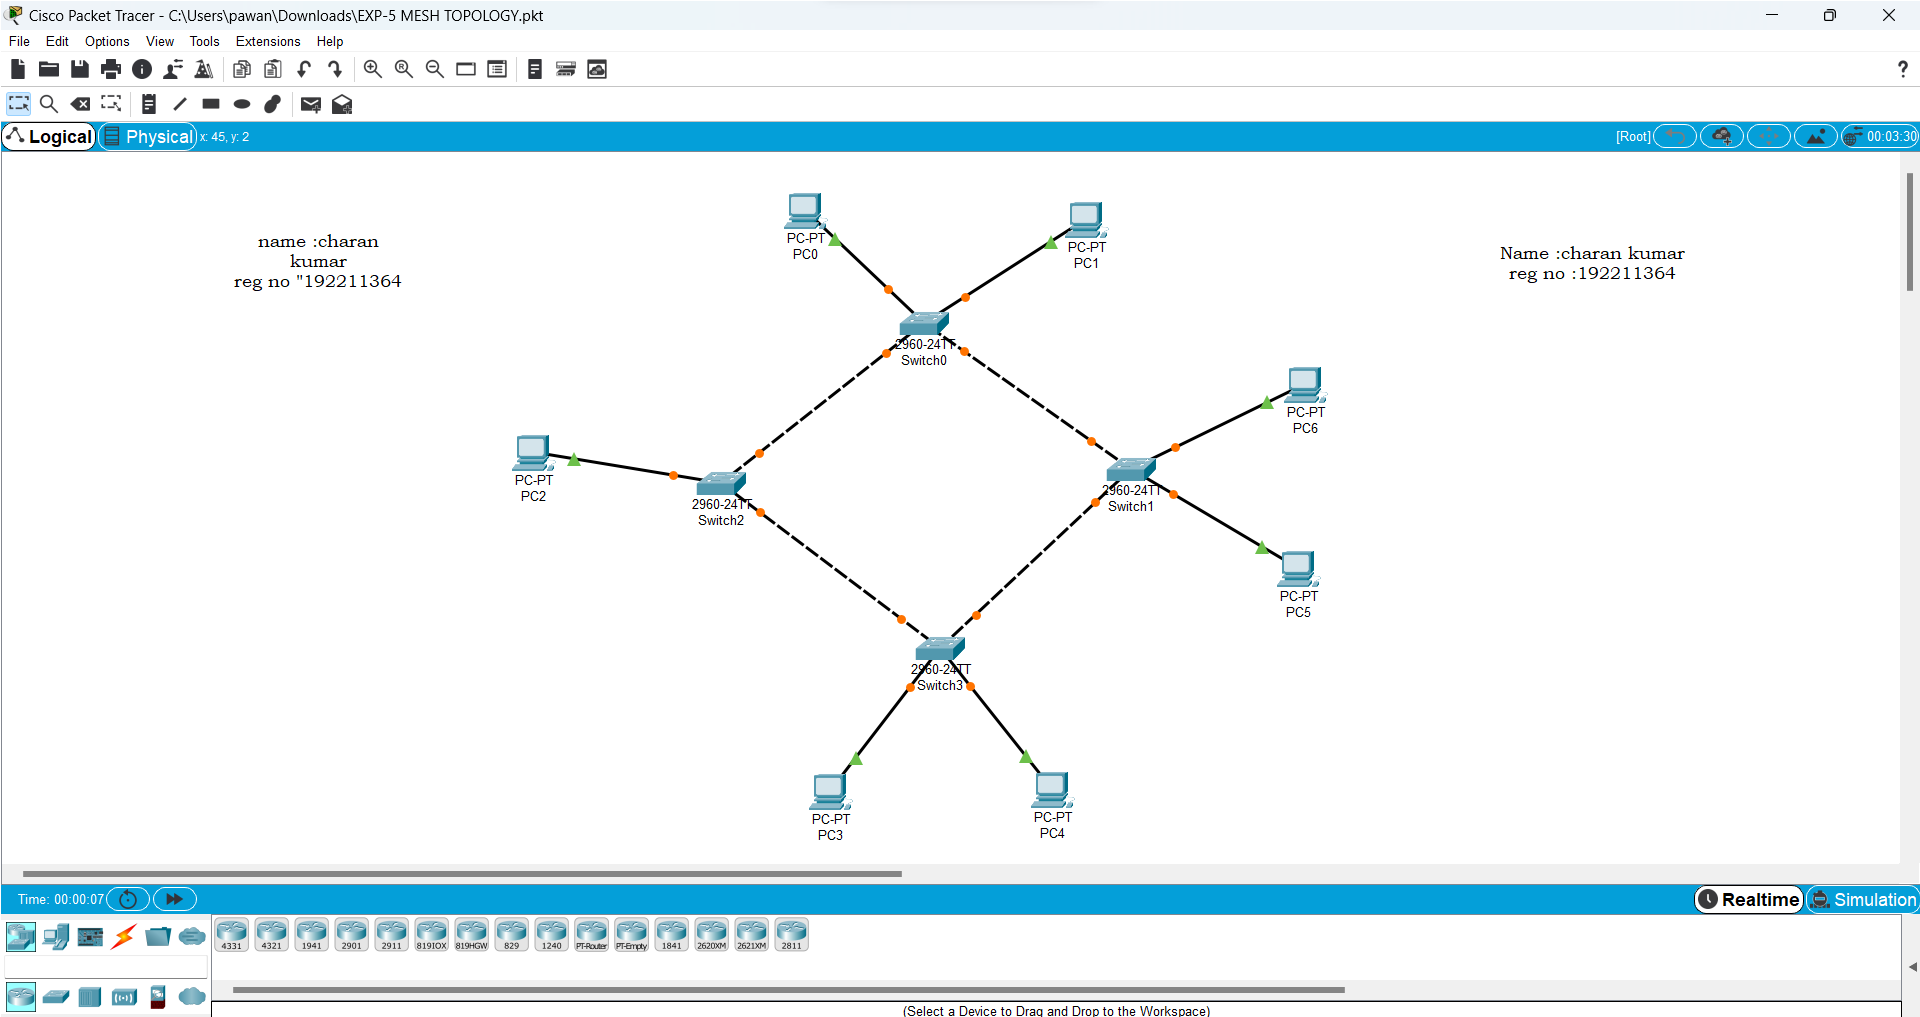 Cisco Packet Tracer - C:\Users\pawan\Downloads\EXP-5 MESH TOPOLOGY.pkt
File Edit Options View Tools Extensions Help
?
Logical Physical x: 45, y: 2 [Root] 00:03:30
name :charan
kumar
reg no "192211364
Name :charan kumar
reg no :192211364
PC-PT
PC0
PC-PT
PC1
2960-24TT
Switch0
PC-PT
PC6
PC-PT
PC2
2960-24TT
Switch2
2960-24TT
Switch1
PC-PT
PC5
2960-24TT
Switch3
PC-PT
PC3
PC-PT
PC4
Time: 00:00:07 Realtime Simulation
4331 4321 1941 2901 2911 819IOX 819HGW 829 1240 PT-Router PT-Empty 1841 2620XM 2621XM 2811
(Select a Device to Drag and Drop to the Workspace)